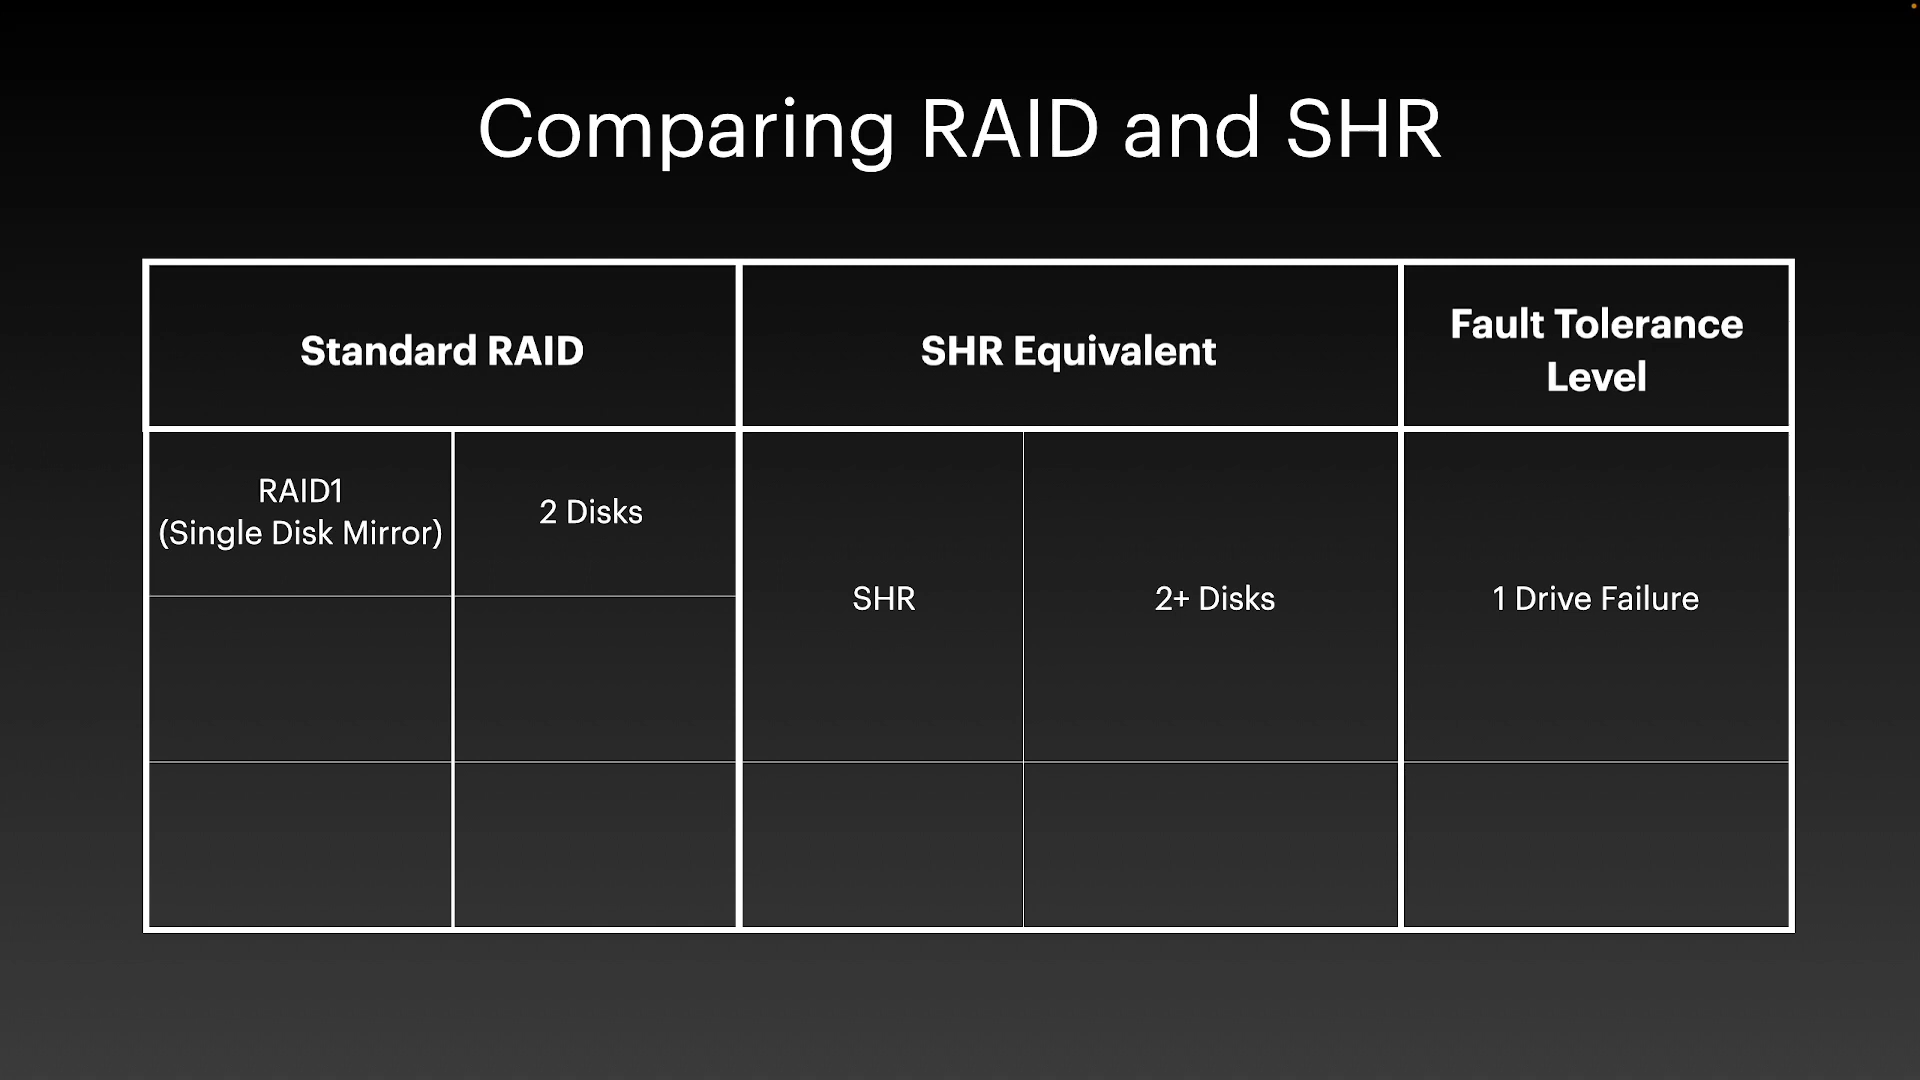 Comparing RAID and SHR
Standard RAID
SHR Equivalent
Fault Tolerance
Level
RAID1
(Single Disk Mirror)
2 Disks
SHR
2+ Disks
1 Drive Failure